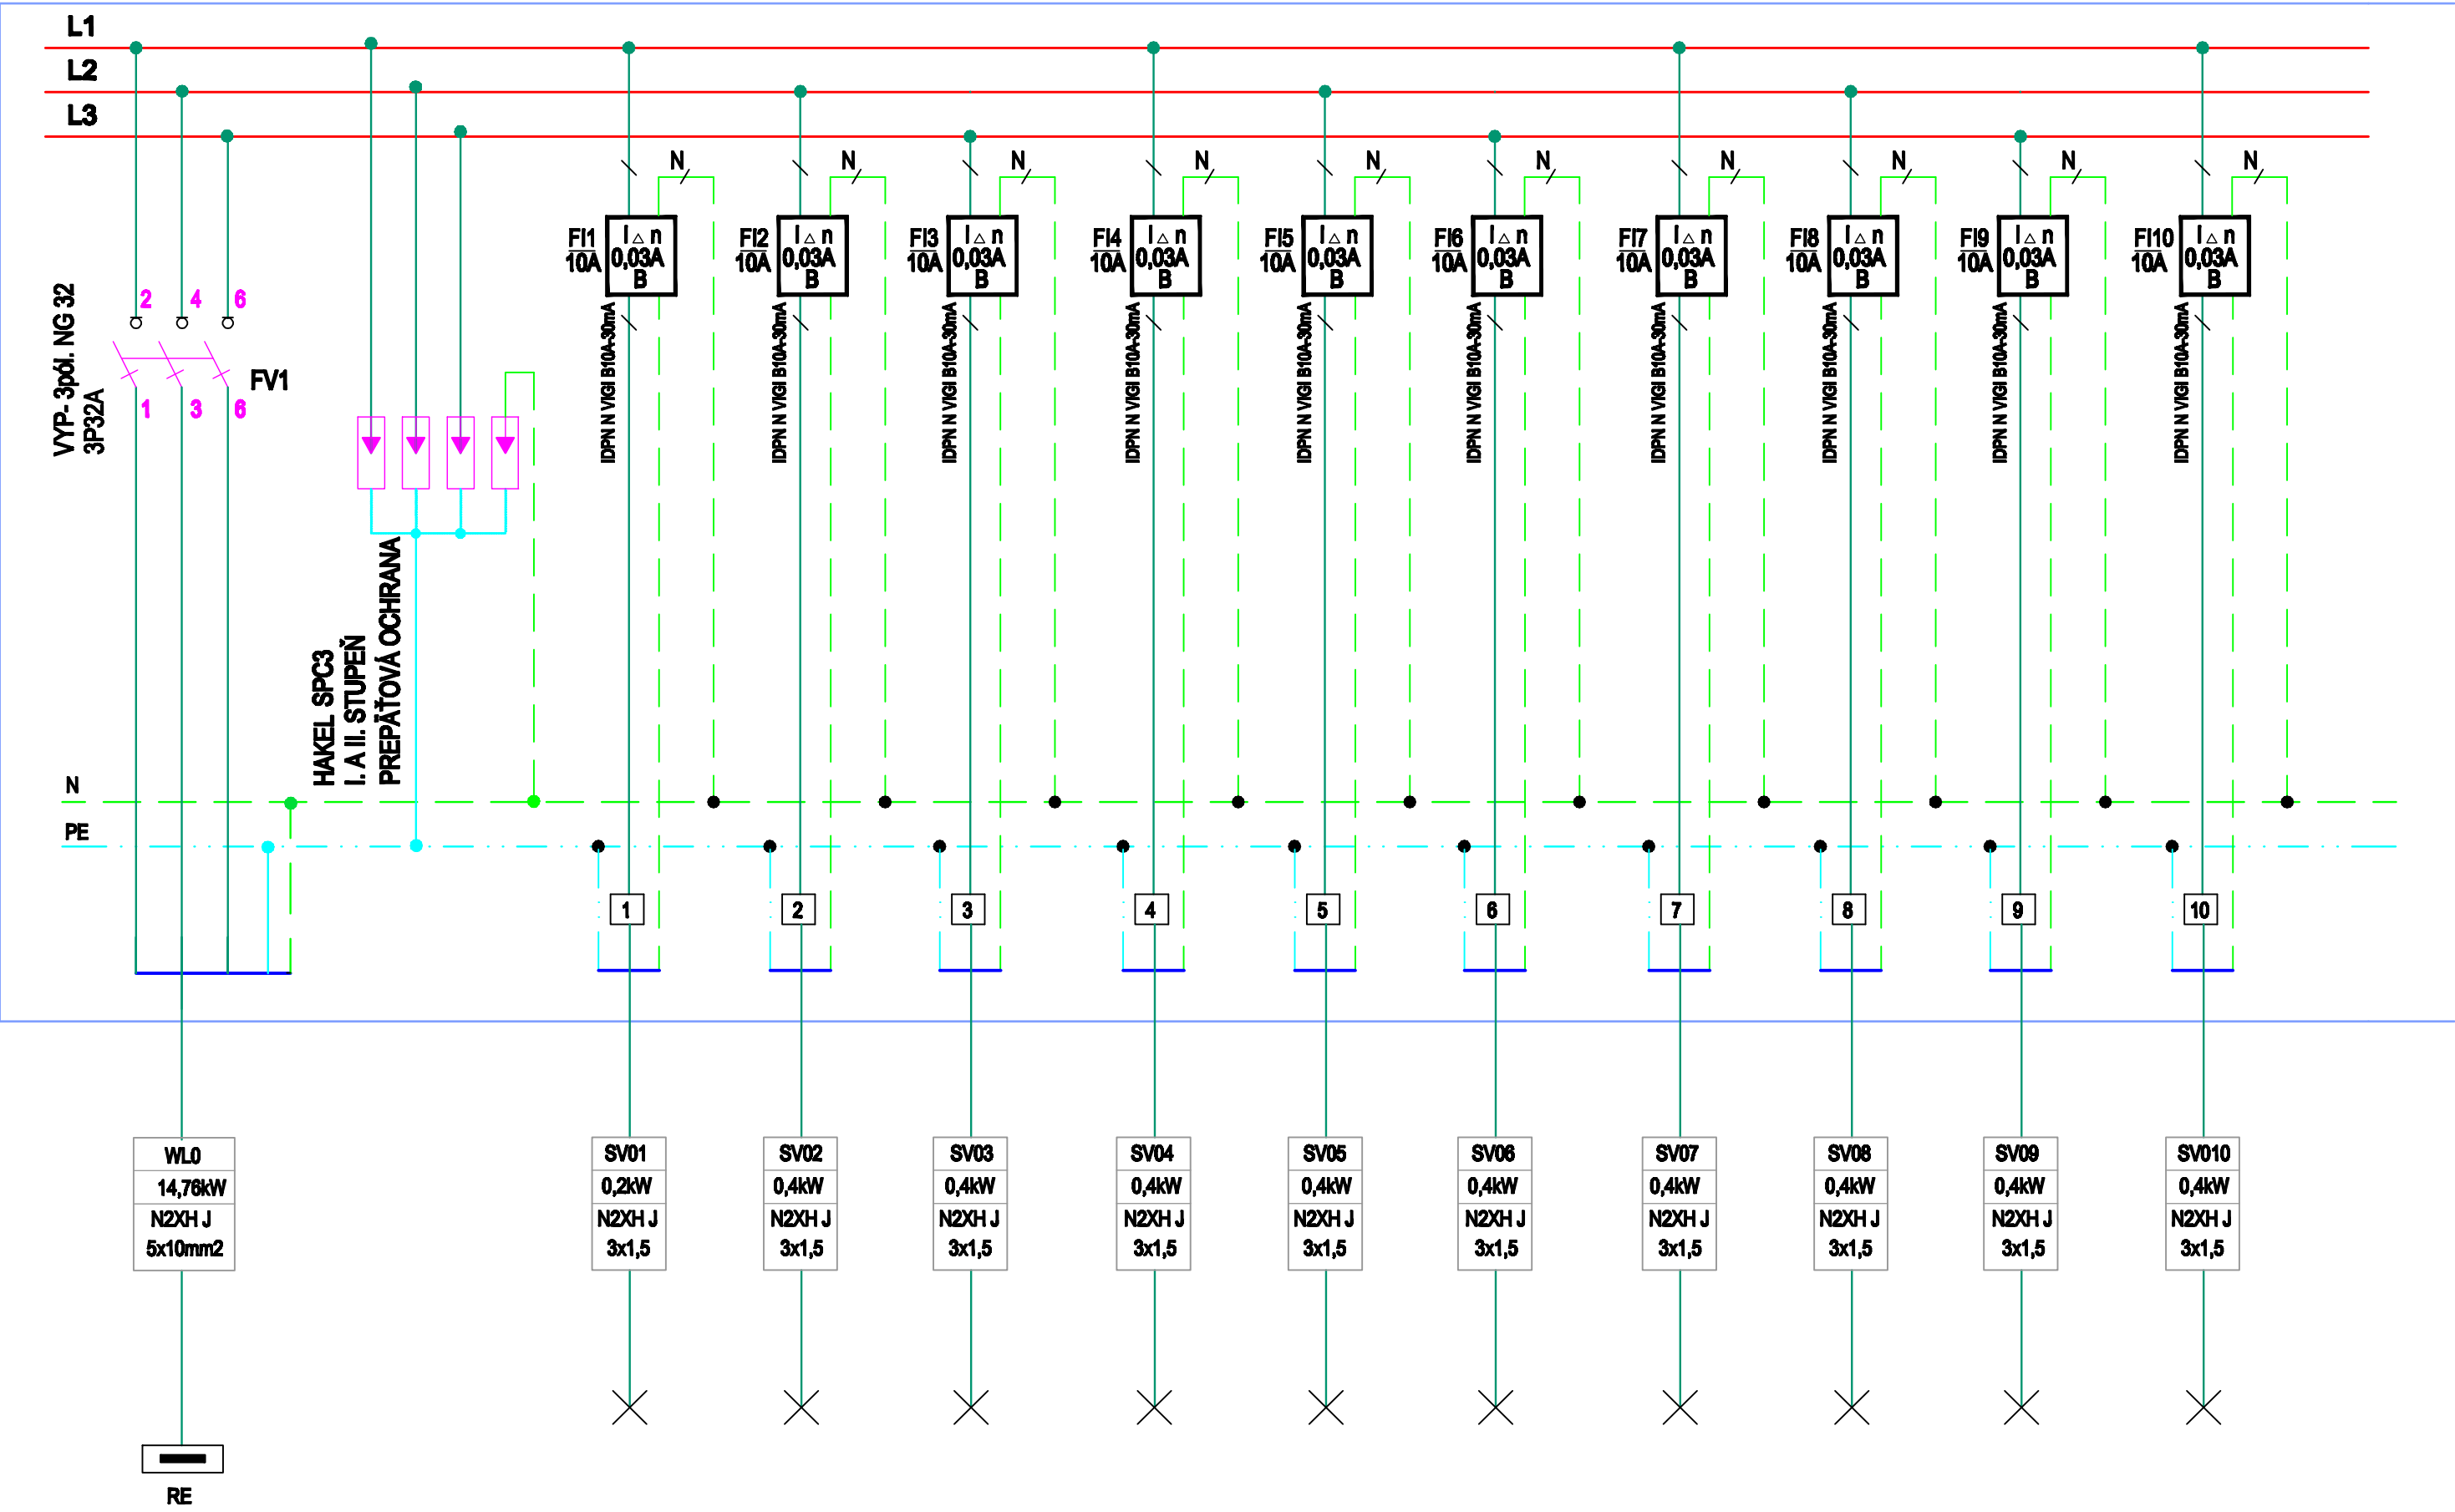 L1
L2
L3
VYP- 3pól. NG 32
3P32A
2 4 6
1 3 6
FV1
HAKEL SPC3
I. A II. STUPEŇ
PREPÄŤOVÁ OCHRANA
N
N
N
N
N
N
N
N
N
N
FI1
10A
I △ n
0,03A
B
IDPN N VIGI B10A-30mA
FI2
10A
I △ n
0,03A
B
IDPN N VIGI B10A-30mA
FI3
10A
I △ n
0,03A
B
IDPN N VIGI B10A-30mA
FI4
10A
I △ n
0,03A
B
IDPN N VIGI B10A-30mA
FI5
10A
I △ n
0,03A
B
IDPN N VIGI B10A-30mA
FI6
10A
I △ n
0,03A
B
IDPN N VIGI B10A-30mA
FI7
10A
I △ n
0,03A
B
IDPN N VIGI B10A-30mA
FI8
10A
I △ n
0,03A
B
IDPN N VIGI B10A-30mA
FI9
10A
I △ n
0,03A
B
IDPN N VIGI B10A-30mA
FI10
10A
I △ n
0,03A
B
IDPN N VIGI B10A-30mA
N
PE
1
2
3
4
5
6
7
8
9
10
WL0
14,76kW
N2XH J
5x10mm2
SV01
0,2kW
N2XH J
3x1,5
SV02
0,4kW
N2XH J
3x1,5
SV03
0,4kW
N2XH J
3x1,5
SV04
0,4kW
N2XH J
3x1,5
SV05
0,4kW
N2XH J
3x1,5
SV06
0,4kW
N2XH J
3x1,5
SV07
0,4kW
N2XH J
3x1,5
SV08
0,4kW
N2XH J
3x1,5
SV09
0,4kW
N2XH J
3x1,5
SV010
0,4kW
N2XH J
3x1,5
RE